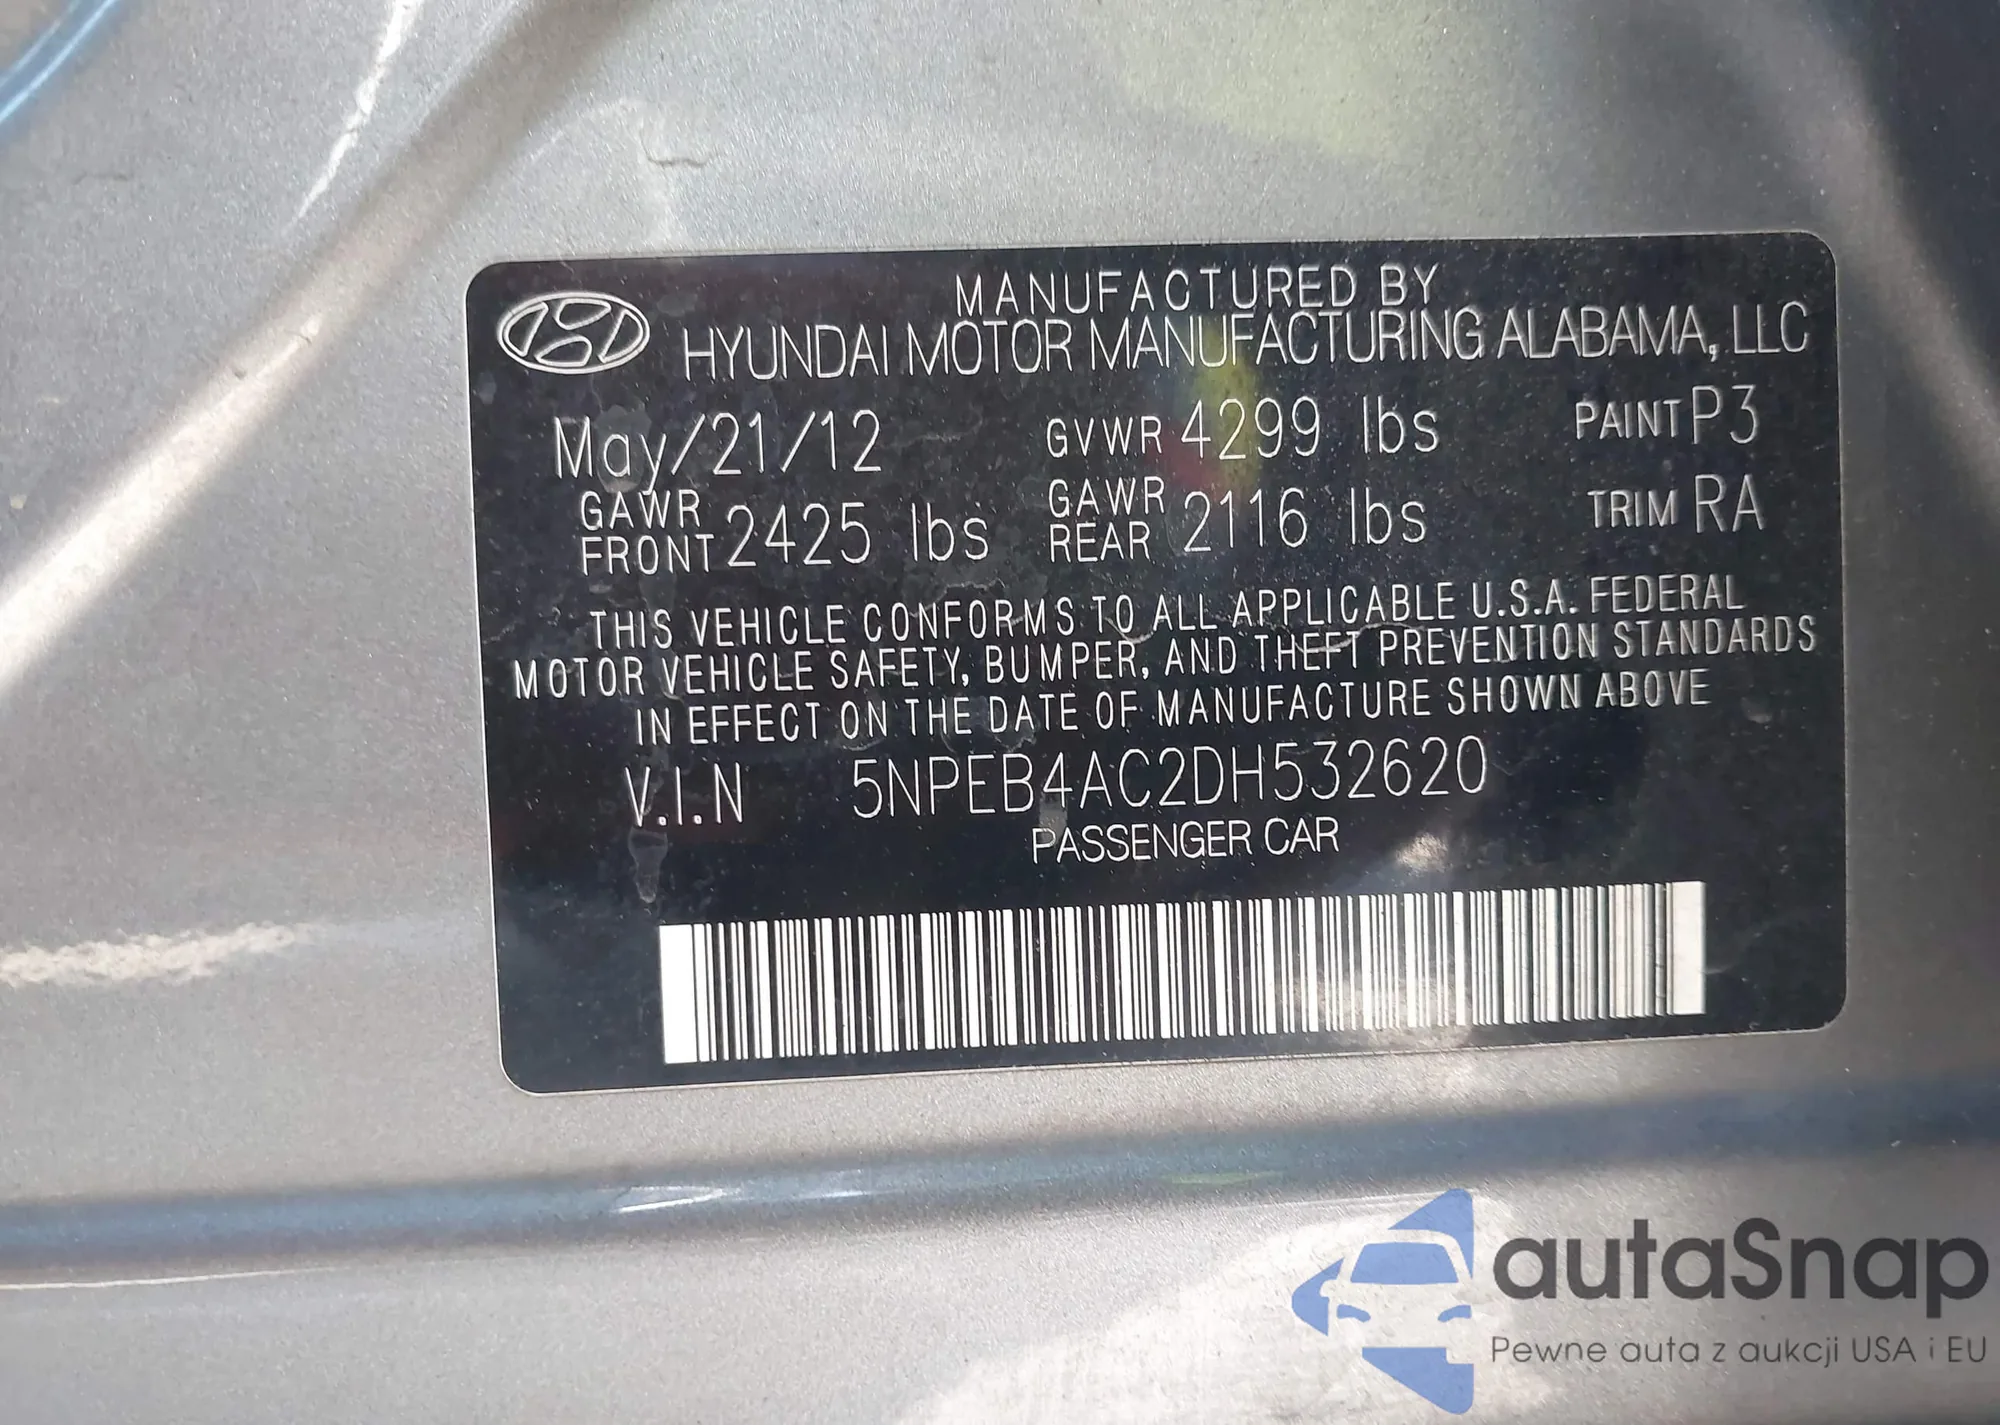 MANUFACTURED BY
HYUNDAI MOTOR MANUFACTURING ALABAMA, LLC
May/21/12 GVWR 4299 lbs PAINT P3
GAWR FRONT 2425 lbs GAWR REAR 2116 lbs TRIM RA
THIS VEHICLE CONFORMS TO ALL APPLICABLE U.S.A. FEDERAL
MOTOR VEHICLE SAFETY, BUMPER, AND THEFT PREVENTION STANDARDS
IN EFFECT ON THE DATE OF MANUFACTURE SHOWN ABOVE
V.I.N 5NPEB4AC2DH532620
PASSENGER CAR
autaSnap
Pewne auta z aukcji USA i EU